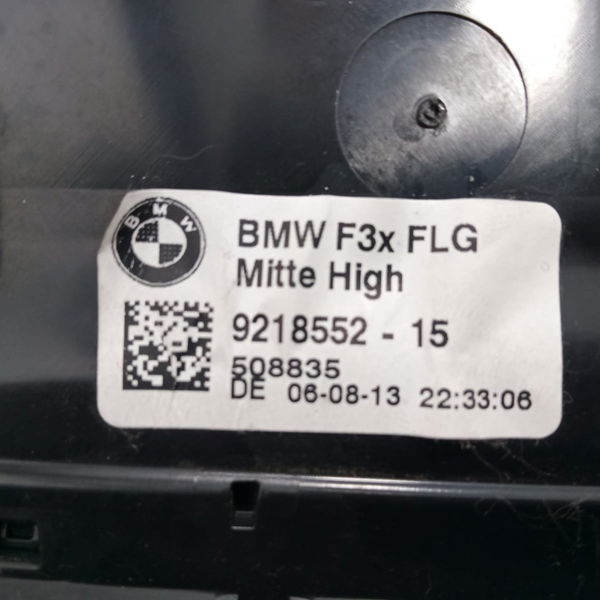 BMW
BMW F3x FLG
Mitte High
9218552 - 15
508835
DE 06-08-13 22:33:06